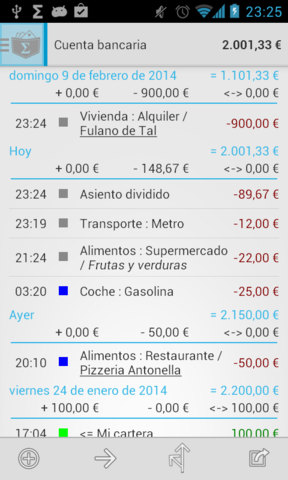 23:25
Cuenta bancaria 2.001,33 €
domingo 9 de febrero de 2014 = 1.101,33 €
+ 0,00 € - 900,00 € <-> 0,00 €
23:24 Vivienda : Alquiler / -900,00 €
Fulano de Tal
Hoy = 2.001,33 €
+ 0,00 € - 148,67 € <-> 0,00 €
23:24 Asiento dividido -89,67 €
23:19 Transporte : Metro -12,00 €
21:24 Alimentos : Supermercado -22,00 €
/ Frutas y verduras
03:20 Coche : Gasolina -25,00 €
Ayer = 2.150,00 €
+ 0,00 € - 50,00 € <-> 0,00 €
20:10 Alimentos : Restaurante / -50,00 €
Pizzeria Antonella
viernes 24 de enero de 2014 = 2.200,00 €
+ 100,00 € - 0,00 € <-> 100,00 €
17:04 <= Mi cartera 100,00 €